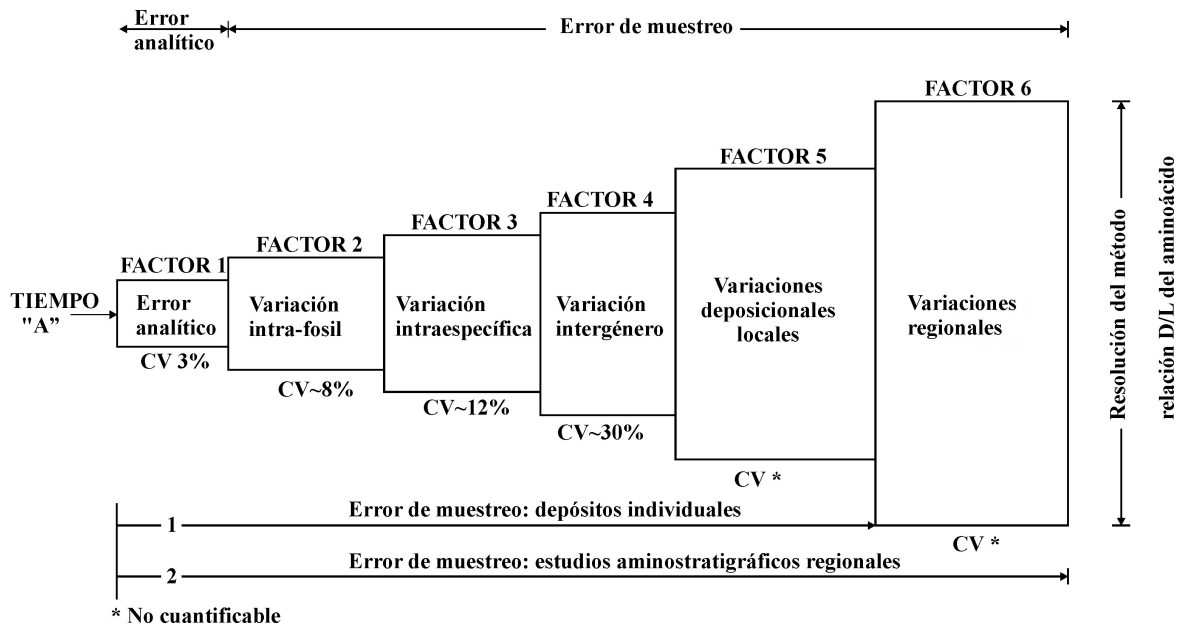 Error
analítico
Error de muestreo
FACTOR 6
FACTOR 5
FACTOR 4
FACTOR 3
FACTOR 2
FACTOR 1
TIEMPO
"A”
Error
analítico
Variación
intra-fosil
Variación
intraespecífica
Variación
intergénero
Variaciones
deposicionales
locales
Variaciones
regionales
CV 3%
CV~8%
CV~12%
CV~30%
CV *
CV *
Resolución del método
relación D/L del aminoácido
1
Error de muestreo: depósitos individuales
2
Error de muestreo: estudios aminostratigráficos regionales
* No cuantificable